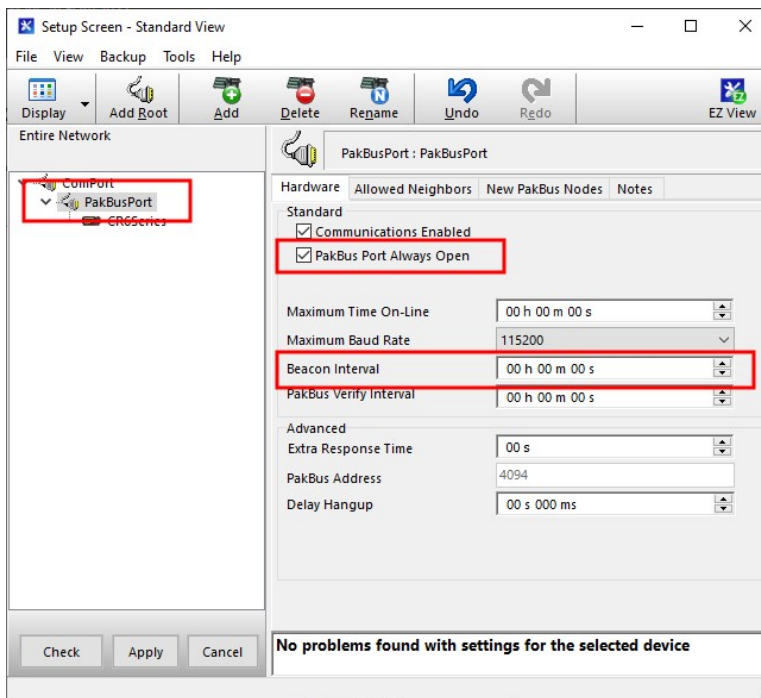 Setup Screen - Standard View
File View Backup Tools Help
Display Add Root Add Delete Rename Undo Redo EZ View
Entire Network
ComPort
PakBusPort
CR6Series
PakBusPort : PakBusPort
Hardware Allowed Neighbors New PakBus Nodes Notes
Standard
Communications Enabled
PakBus Port Always Open
Maximum Time On-Line 00 h 00 m 00 s
Maximum Baud Rate 115200
Beacon Interval 00 h 00 m 00 s
PakBus Verify Interval 00 h 00 m 00 s
Advanced
Extra Response Time 00 s
PakBus Address 4094
Delay Hangup 00 s 000 ms
Check Apply Cancel
No problems found with settings for the selected device